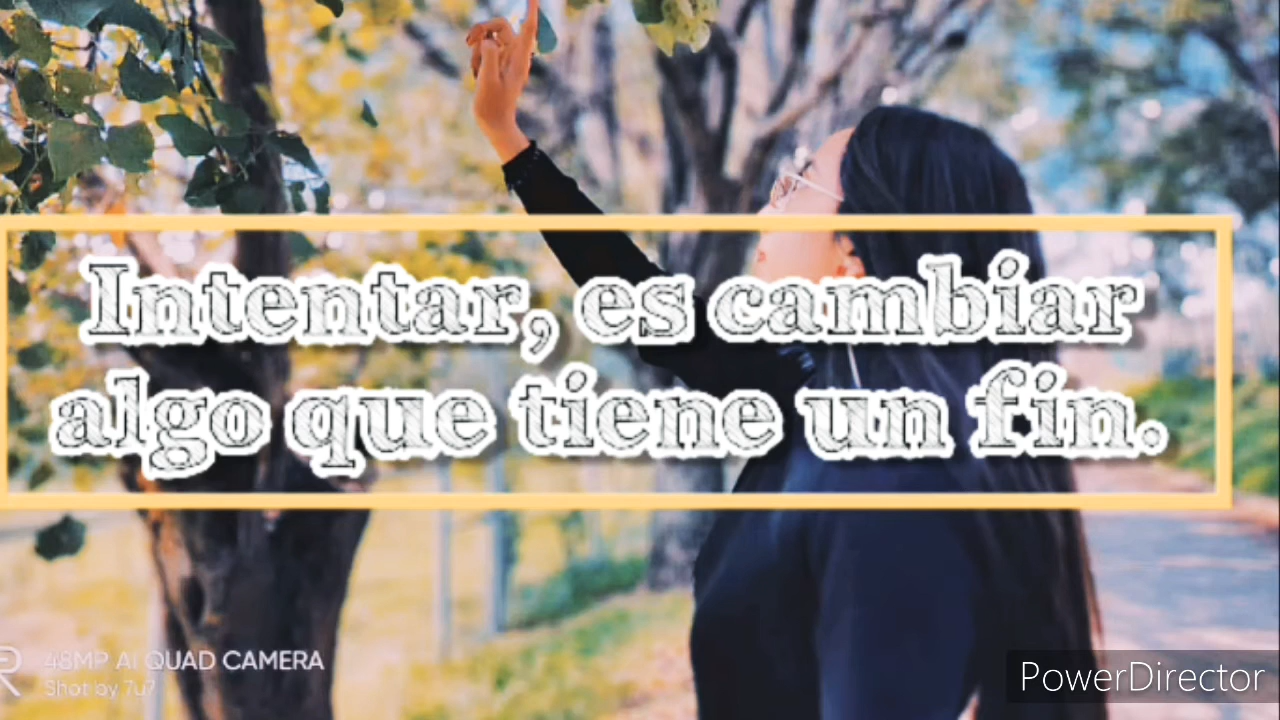 Intentar, es cambiar
algo que tiene un fin.
48MP AI QUAD CAMERA
Shot by 7u7
PowerDirector